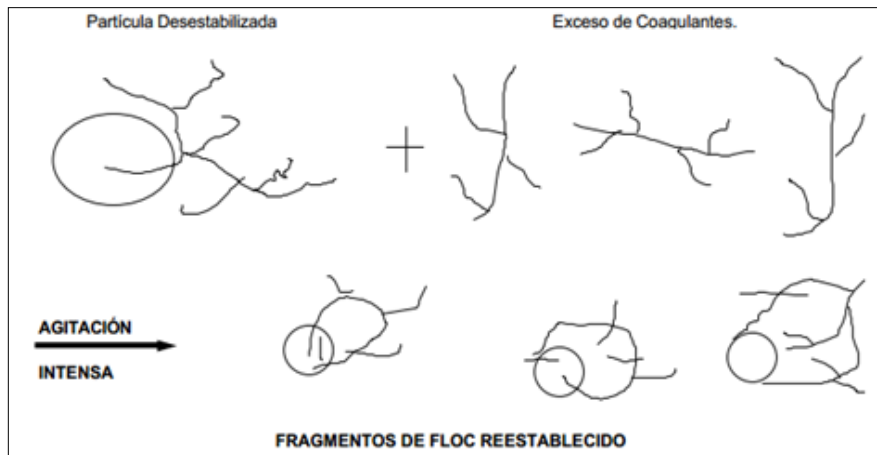 Partícula Desestabilizada
Exceso de Coagulantes.
AGITACIÓN
INTENSA
FRAGMENTOS DE FLOC REESTABLECIDO